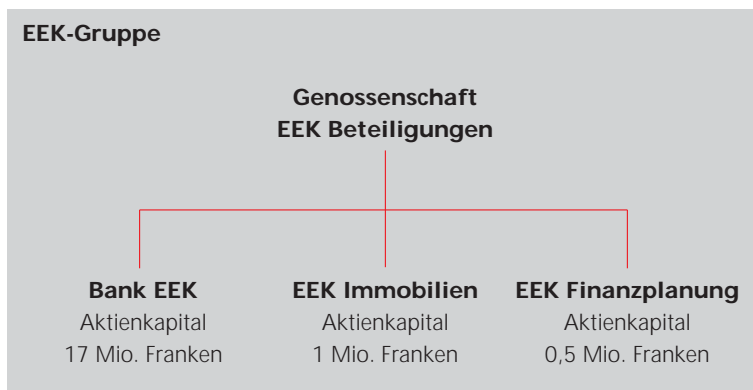 EEK-Gruppe
Genossenschaft
EEK Beteiligungen
Bank EEK
Aktienkapital
17 Mio. Franken
EEK Immobilien
Aktienkapital
1 Mio. Franken
EEK Finanzplanung
Aktienkapital
0,5 Mio. Franken